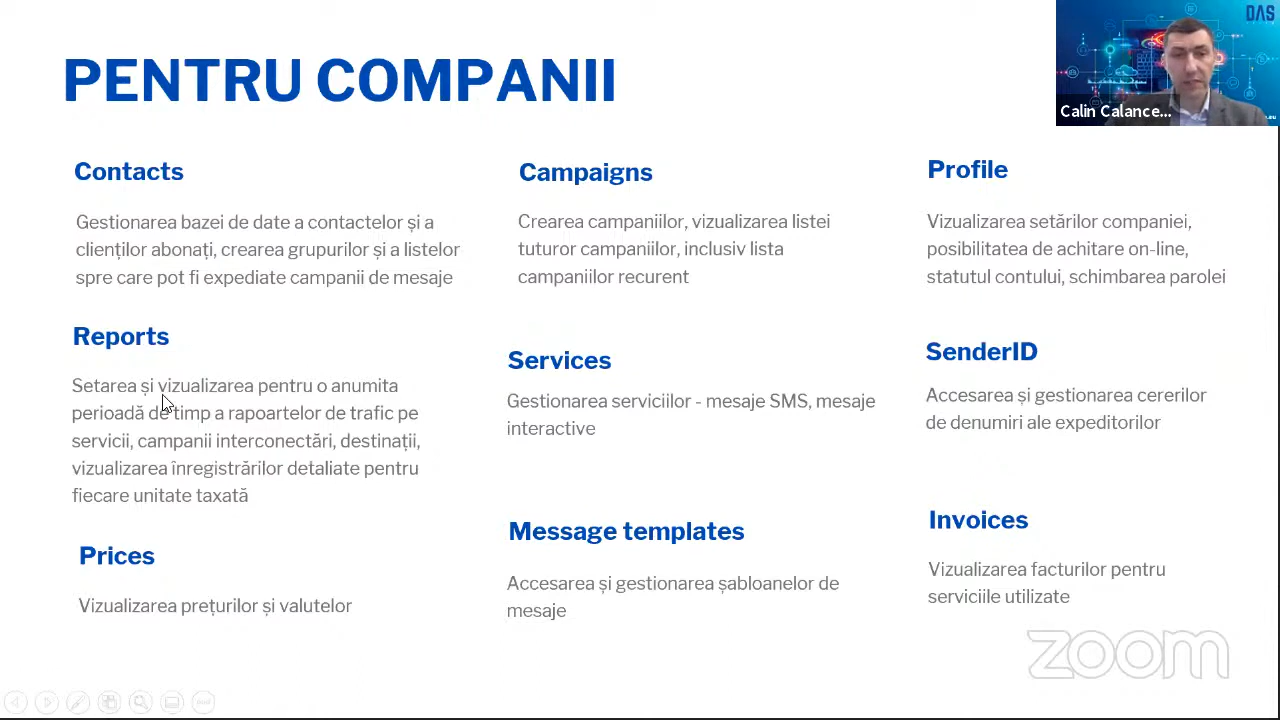 PENTRU COMPANII
DAS
Calin Calance...
Contacts
Gestionarea bazei de date a contactelor și a
clienților abonați, crearea grupurilor și a listelor
spre care pot fi expediate campanii de mesaje
Campaigns
Crearea campaniilor, vizualizarea listei
tuturor campaniilor, inclusiv lista
campaniilor recurent
Profile
Vizualizarea setărilor companiei,
posibilitatea de achitare on-line,
statutul contului, schimbarea parolei
Reports
Setarea și vizualizarea pentru o anumita
perioadă de timp a rapoartelor de trafic pe
servicii, campanii interconectări, destinații,
vizualizarea înregistrărilor detaliate pentru
fiecare unitate taxată
Services
Gestionarea serviciilor - mesaje SMS, mesaje
interactive
SenderID
Accesarea și gestionarea cererilor
de denumiri ale expeditorilor
Prices
Vizualizarea prețurilor și valutelor
Message templates
Accesarea și gestionarea șabloanelor de
mesaje
Invoices
Vizualizarea facturilor pentru
serviciile utilizate
zoom